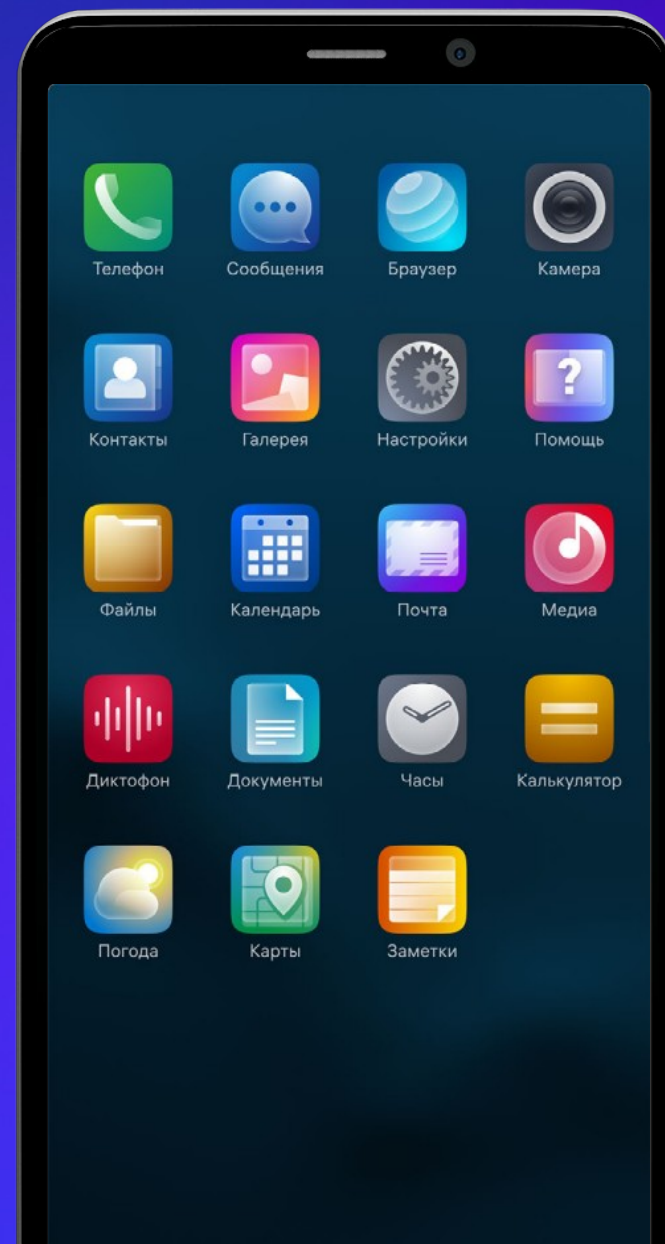 Телефон Сообщения Браузер Камера
Контакты Галерея Настройки Помощь
?
Файлы Календарь Почта Медиа
Диктофон Документы Часы Калькулятор
Погода Карты Заметки